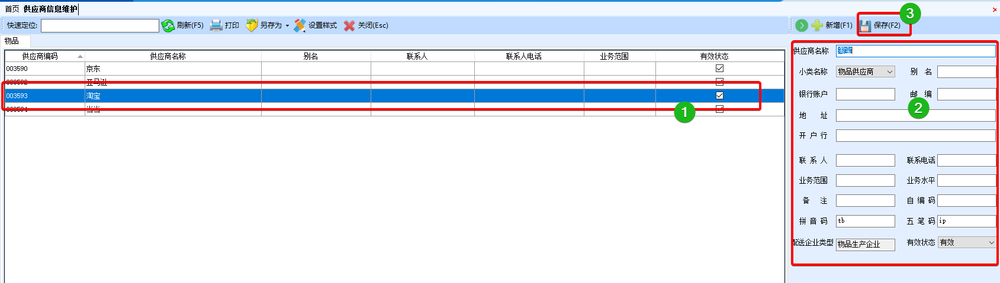 首页 供应商信息维护
快速定位: 刷新(F5) 打印 另存为 设置样式 关闭(Esc) 新增(F1) 保存(F2) 3
物品
供应商编码 供应商名称 别名 联系人 联系人电话 业务范围 有效状态
003590 京东
亚马逊
003593 淘宝
当当
1
供应商名称 淘宝
小类名称 物品供应商 别 名
银行账户 邮 编
2
地 址
开 户 行
联 系 人 联系电话
业务范围 业务水平
备 注 自 编 码
拼 音 码 tb 五 笔 码 ip
配送企业类型 物品生产企业 有效状态 有效